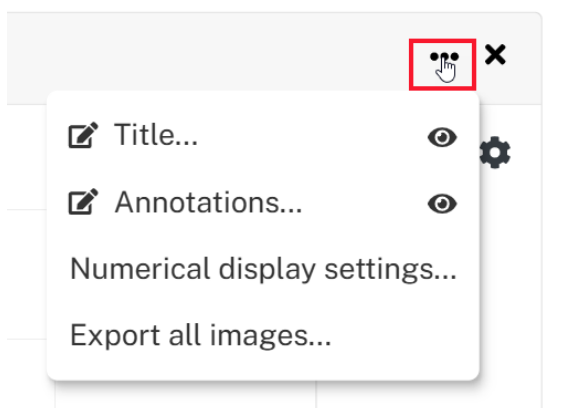 Title...
Annotations...
Numerical display settings...
Export all images...